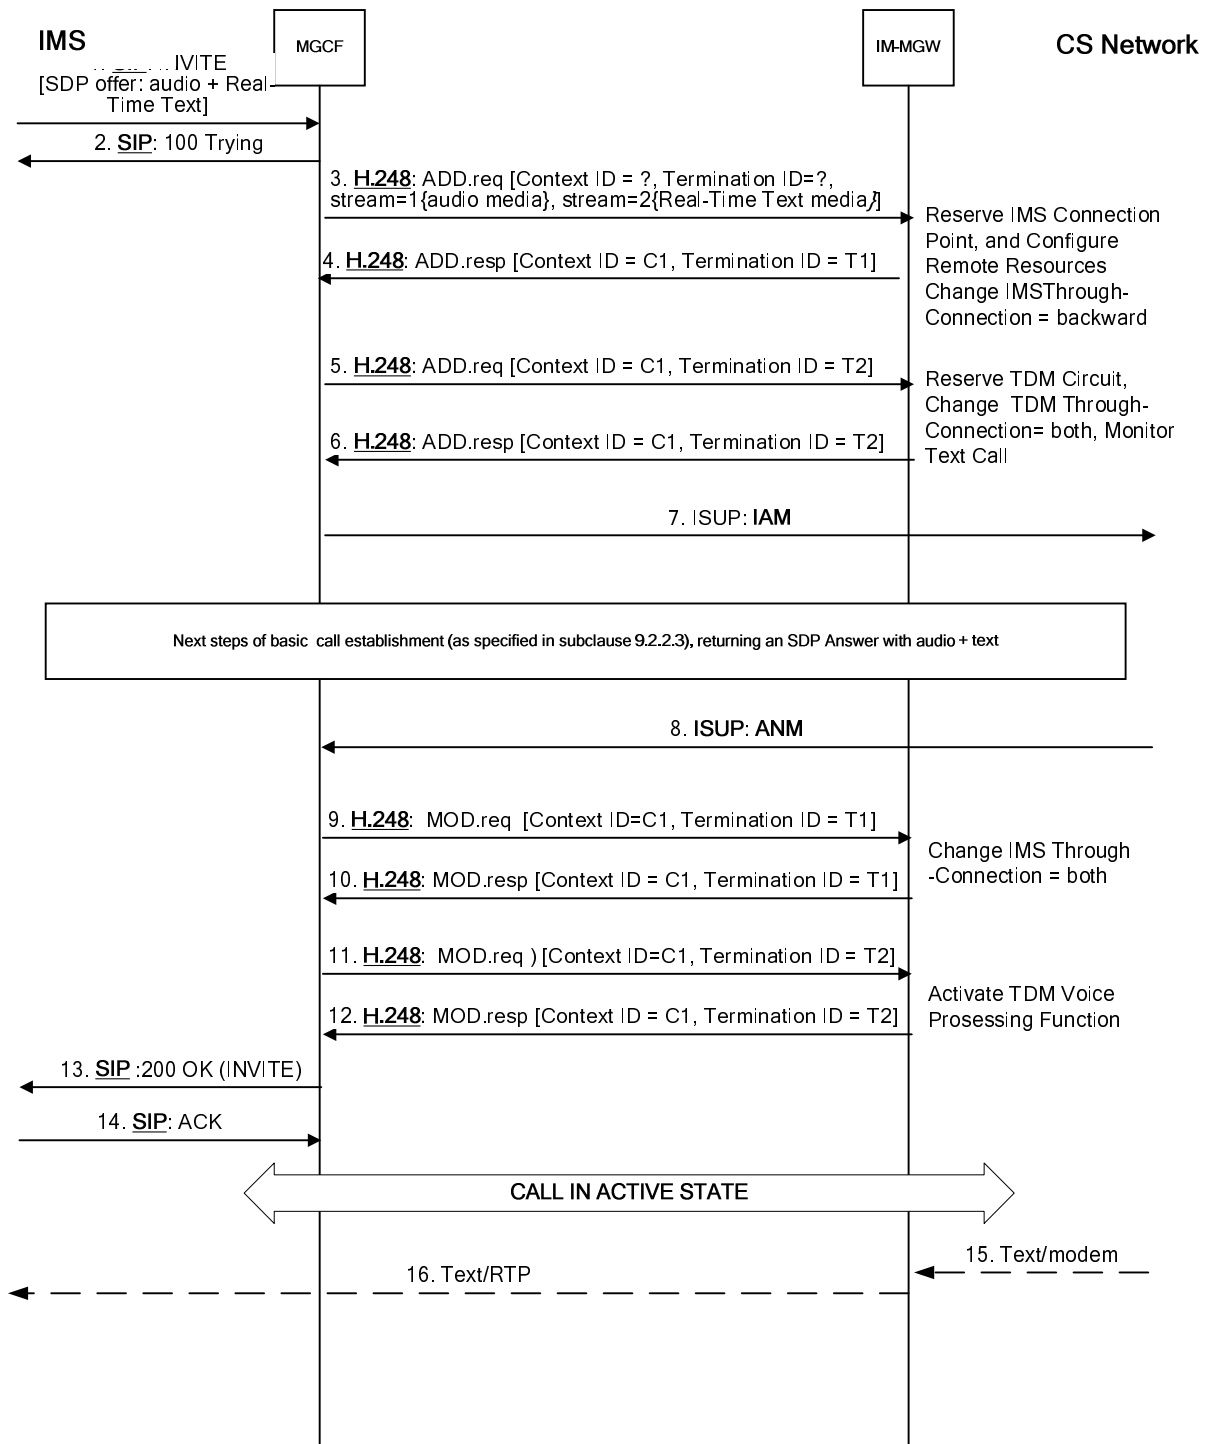 IMS
MGCF
IM-MGW
CS Network
INVITE
[SDP offer: audio + Real-
Time Text]
2. SIP: 100 Trying
3. H.248: ADD.req [Context ID = ?, Termination ID=?,
stream=1{audio media}, stream=2{Real-Time Text media}]
Reserve IMS Connection
Point, and Configure
Remote Resources
Change IMSThrough-
Connection = backward
4. H.248: ADD.resp [Context ID = C1, Termination ID = T1]
5. H.248: ADD.req [Context ID = C1, Termination ID = T2]
Reserve TDM Circuit,
Change TDM Through-
Connection= both, Monitor
Text Call
6. H.248: ADD.resp [Context ID = C1, Termination ID = T2]
7. ISUP: IAM
Next steps of basic call establishment (as specified in subclause 9.2.2.3), returning an SDP Answer with audio + text
8. ISUP: ANM
9. H.248: MOD.req [Context ID=C1, Termination ID = T1]
Change IMS Through
-Connection = both
10. H.248: MOD.resp [Context ID = C1, Termination ID = T1]
11. H.248: MOD.req ) [Context ID=C1, Termination ID = T2]
Activate TDM Voice
Prosessing Function
12. H.248: MOD.resp [Context ID = C1, Termination ID = T2]
13. SIP :200 OK (INVITE)
14. SIP: ACK
CALL IN ACTIVE STATE
15. Text/modem
16. Text/RTP